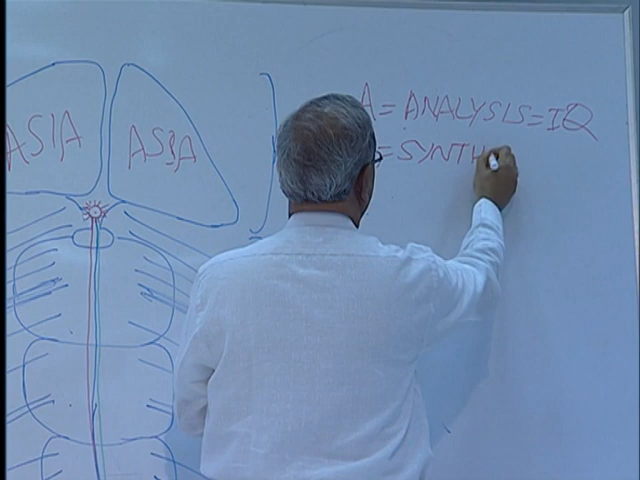 ASIA
ASIA
A = ANALYSIS = IQ
= SYNTH